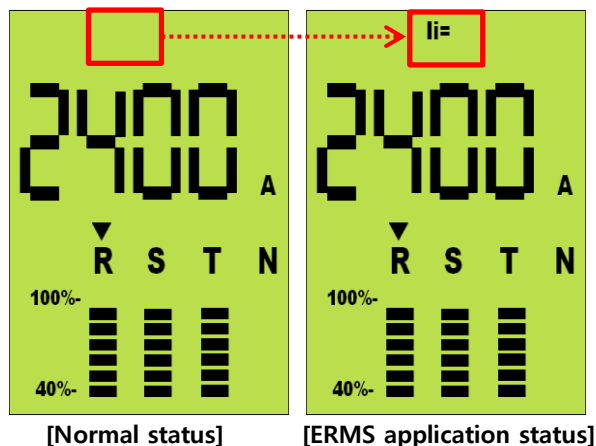 Ii=
2400 A
2400 A
R S T N
R S T N
100%-
100%-
40%-
40%-
[Normal status]
[ERMS application status]